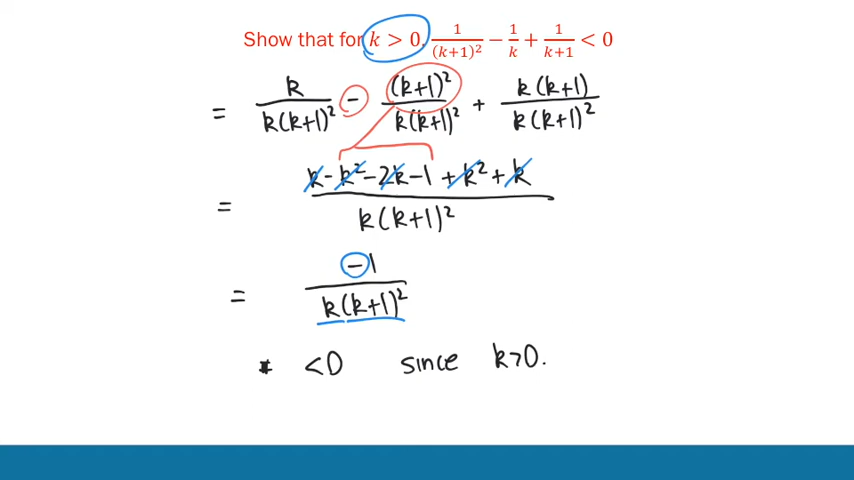 Show that for k > 0, 1/(k+1)² − 1/k + 1/(k+1) < 0
= k/(k(k+1)²) − (k+1)²/(k(k+1)²) + k(k+1)/(k(k+1)²)
= (k − k² − 2k − 1 + k² + k)/(k(k+1)²)
= −1/(k(k+1)²)
< 0 since k > 0.